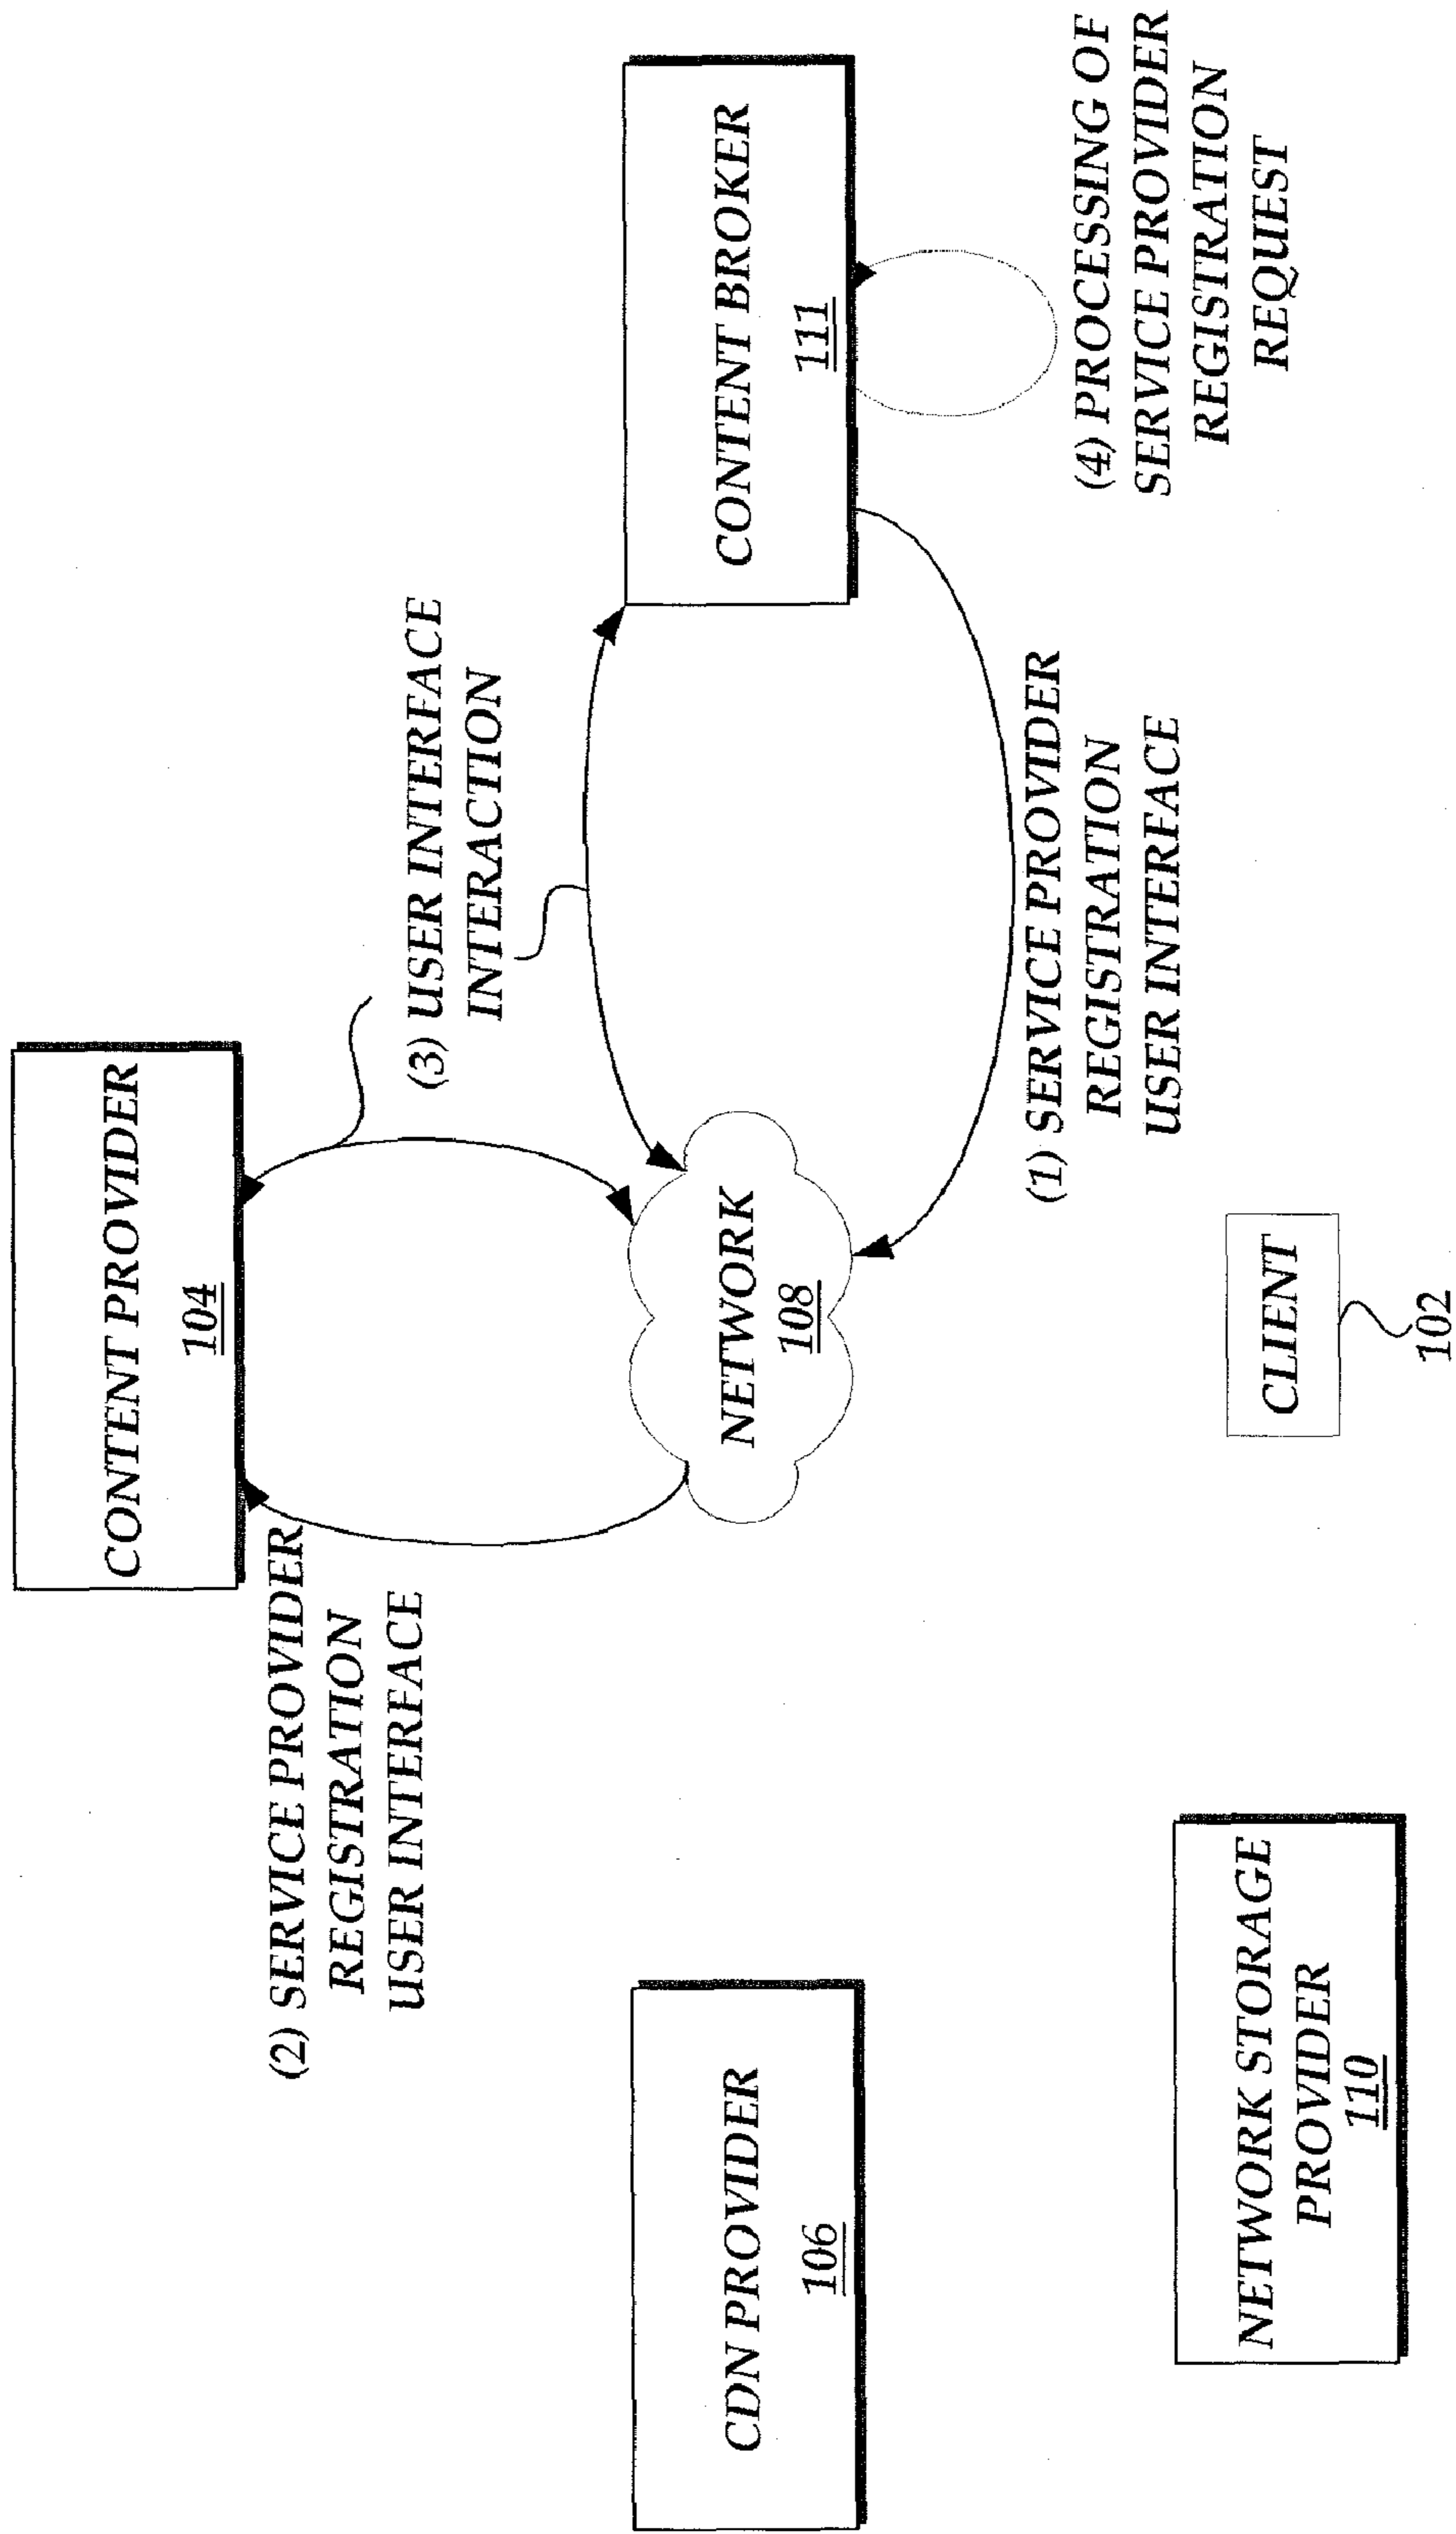 CONTENT PROVIDER
104
(2) SERVICE PROVIDER
REGISTRATION
USER INTERFACE
(3) USER INTERFACE
INTERACTION
CDN PROVIDER
106
NETWORK
108
CONTENT BROKER
111
(1) SERVICE PROVIDER
REGISTRATION
USER INTERFACE
(4) PROCESSING OF
SERVICE PROVIDER
REGISTRATION
REQUEST
NETWORK STORAGE
PROVIDER
110
CLIENT
102